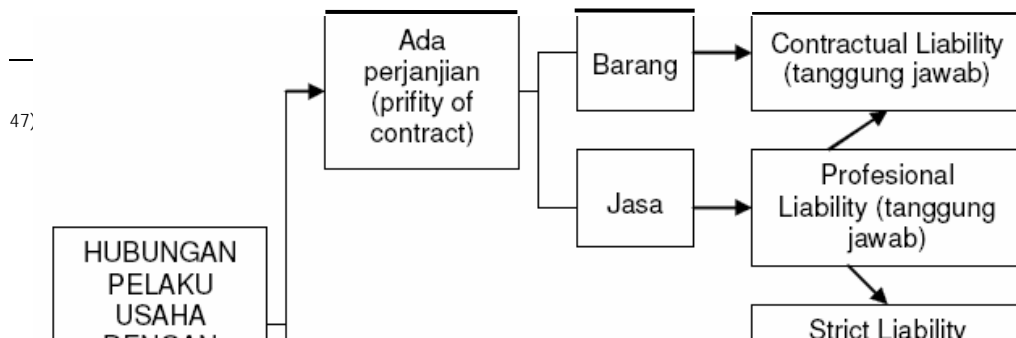 47)
Ada
perjanjian
(prifity of
contract)
Barang
Contractual Liability
(tanggung jawab)
Jasa
Profesional
Liability (tanggung
jawab)
HUBUNGAN
PELAKU
USAHA
DENGAN
Strict Liability